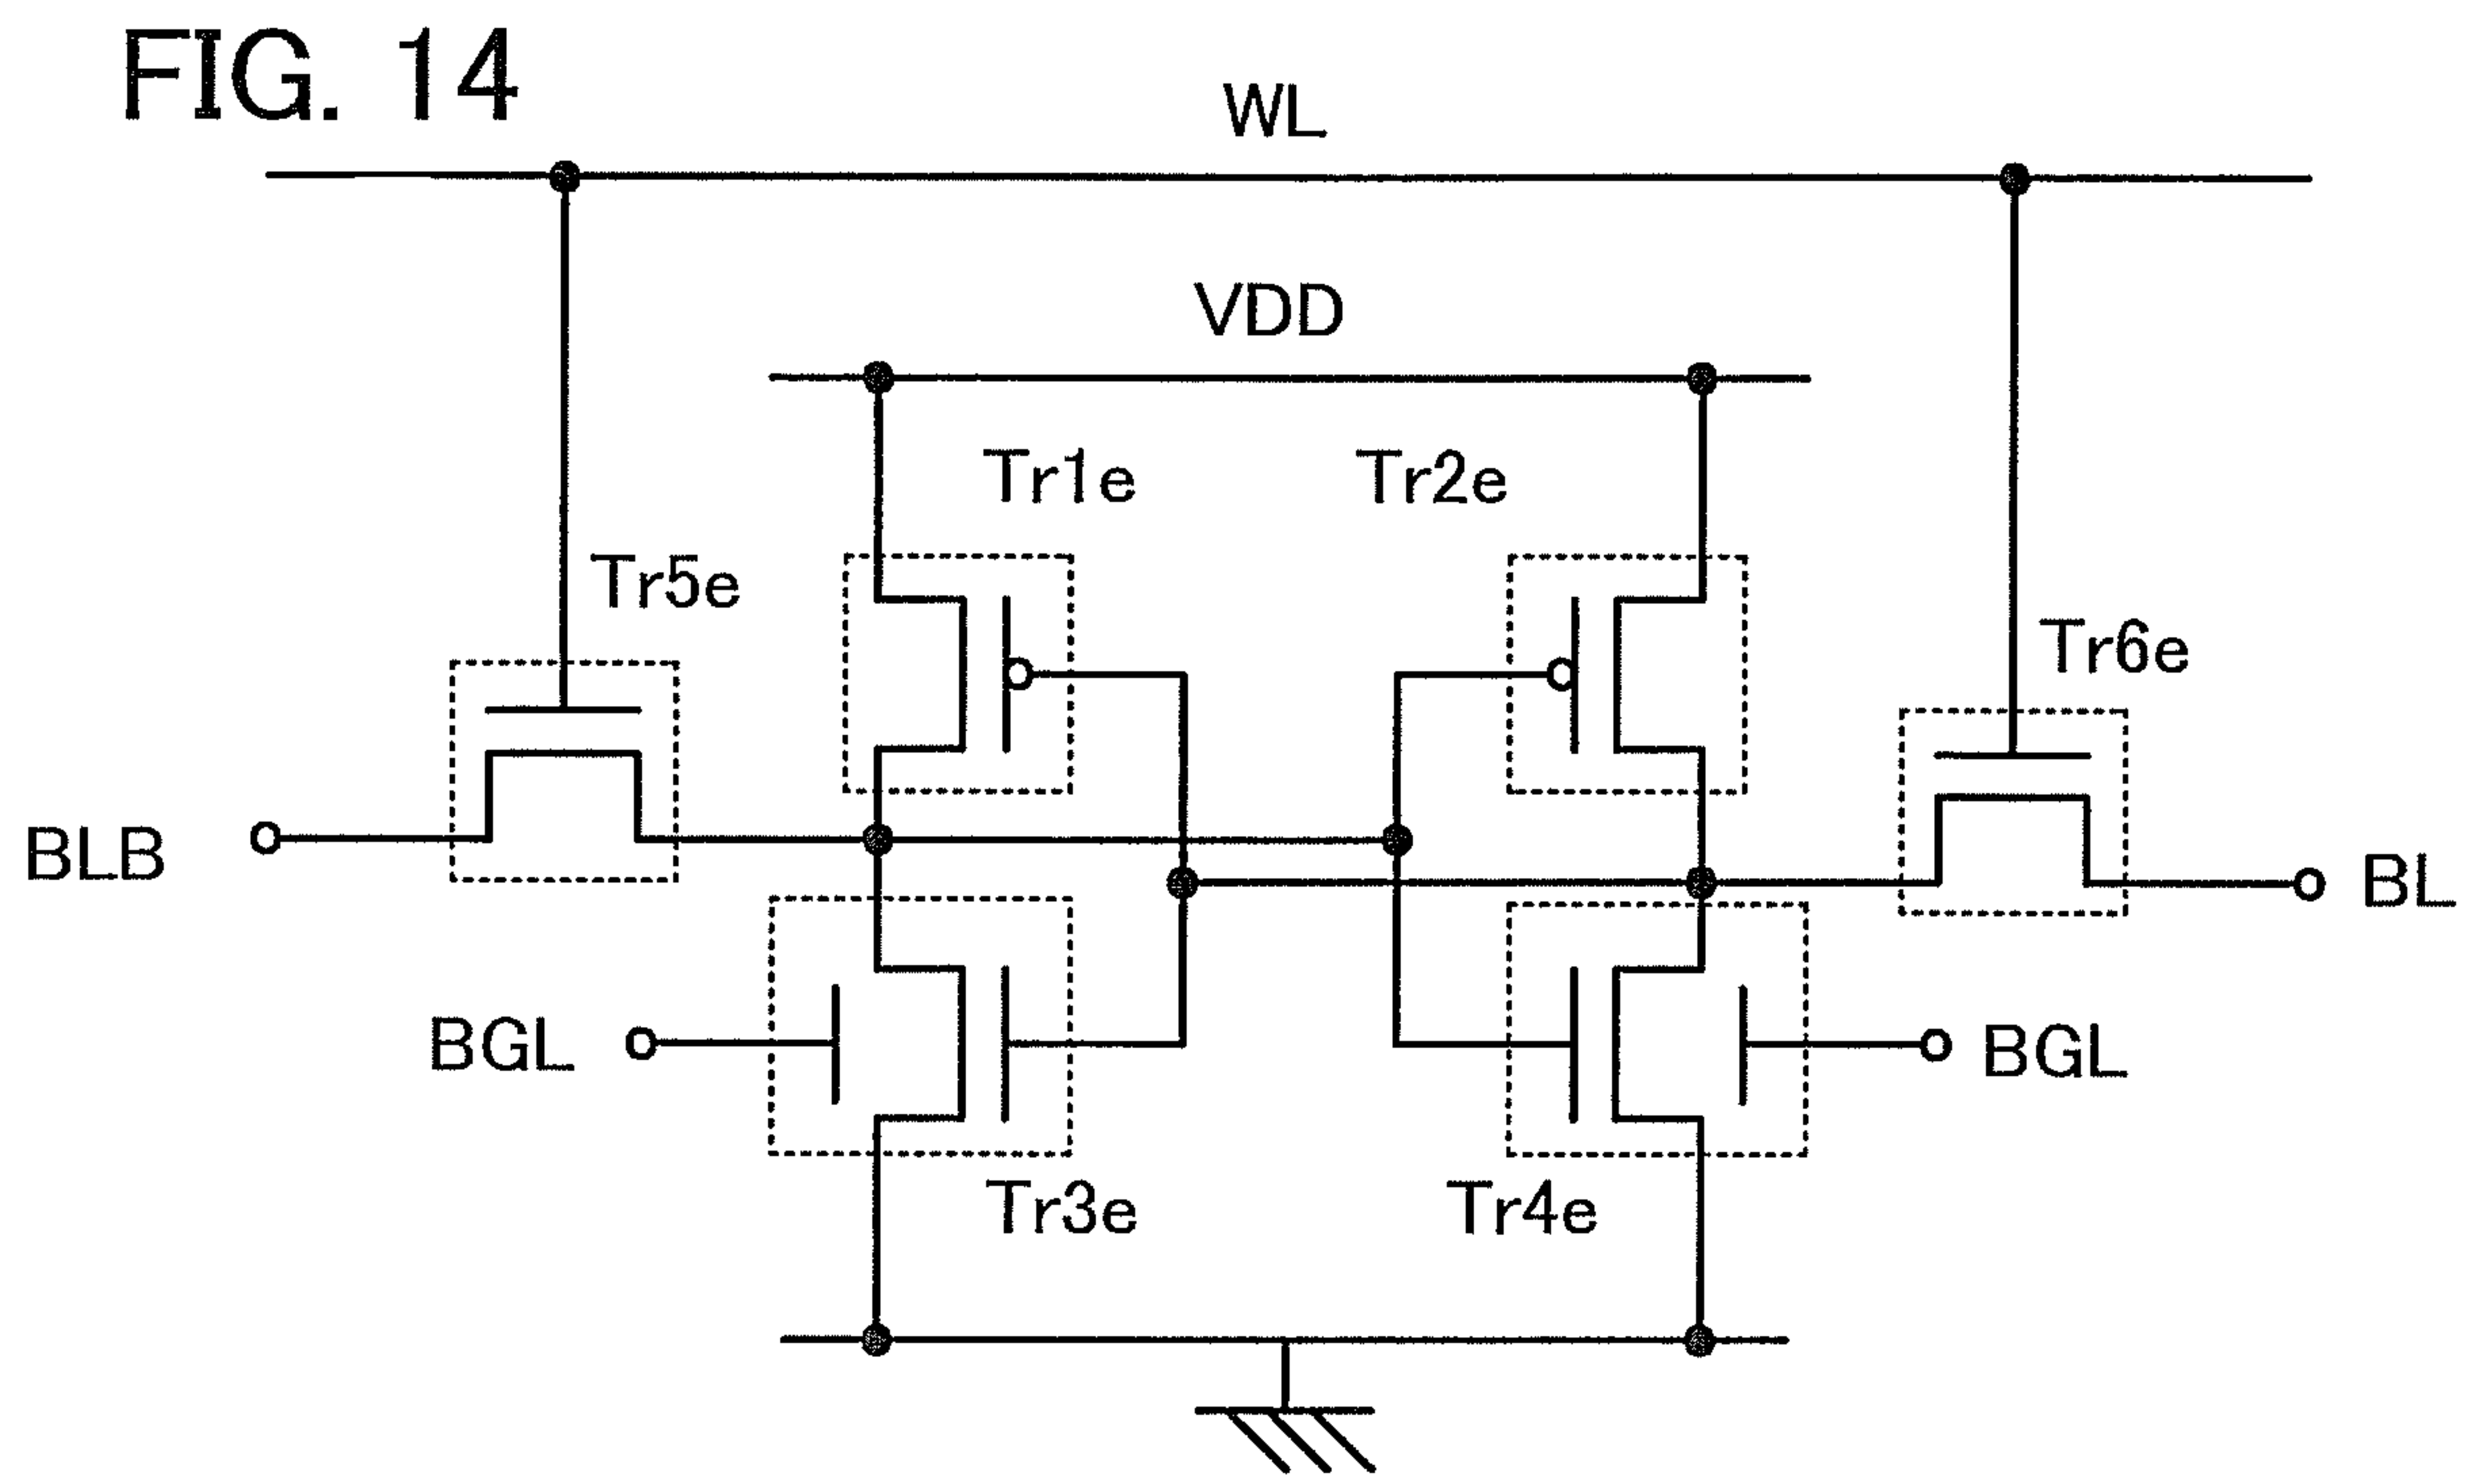 FIG. 14
WL
VDD
Tr1e
Tr2e
Tr5e
Tr6e
BLB
BL
BGL
BGL
Tr3e
Tr4e